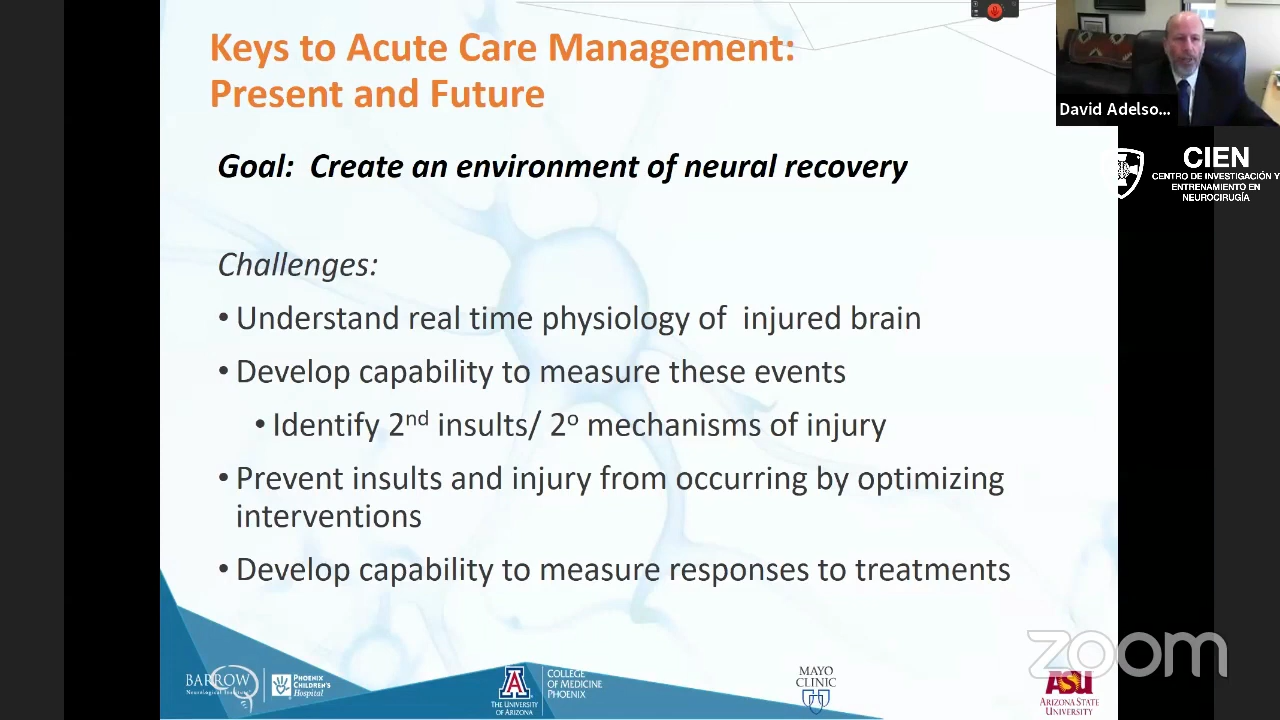 Keys to Acute Care Management:
Present and Future
Goal: Create an environment of neural recovery
Challenges:
• Understand real time physiology of injured brain
• Develop capability to measure these events
• Identify 2nd insults/ 2o mechanisms of injury
• Prevent insults and injury from occurring by optimizing
interventions
• Develop capability to measure responses to treatments
David Adelso...
CIEN
CENTRO DE INVESTIGACIÓN Y
ENTRENAMIENTO EN
NEUROCIRUGÍA
zoom
BARROW
Neurological Institute
PHOENIX
CHILDREN'S
Hospital
A
THE UNIVERSITY
OF ARIZONA
COLLEGE
OF MEDICINE
PHOENIX
MAYO
CLINIC
ASU
ARIZONA STATE
UNIVERSITY